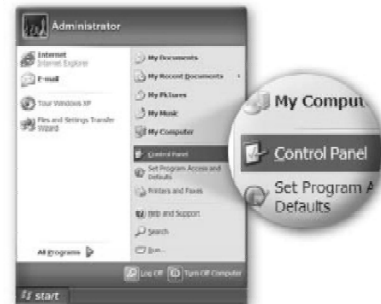 Administrator
Internet
Internet Explorer
E-mail
Tour Windows XP
Files and Settings Transfer
Wizard
All Programs
My Documents
My Recent Documents
My Pictures
My Music
My Computer
Control Panel
Set Program Access and
Defaults
Printers and Faxes
Help and Support
Search
Run...
Log Off
Turn Off Computer
start
My Comput
Control Panel
Set Program A
Defaults